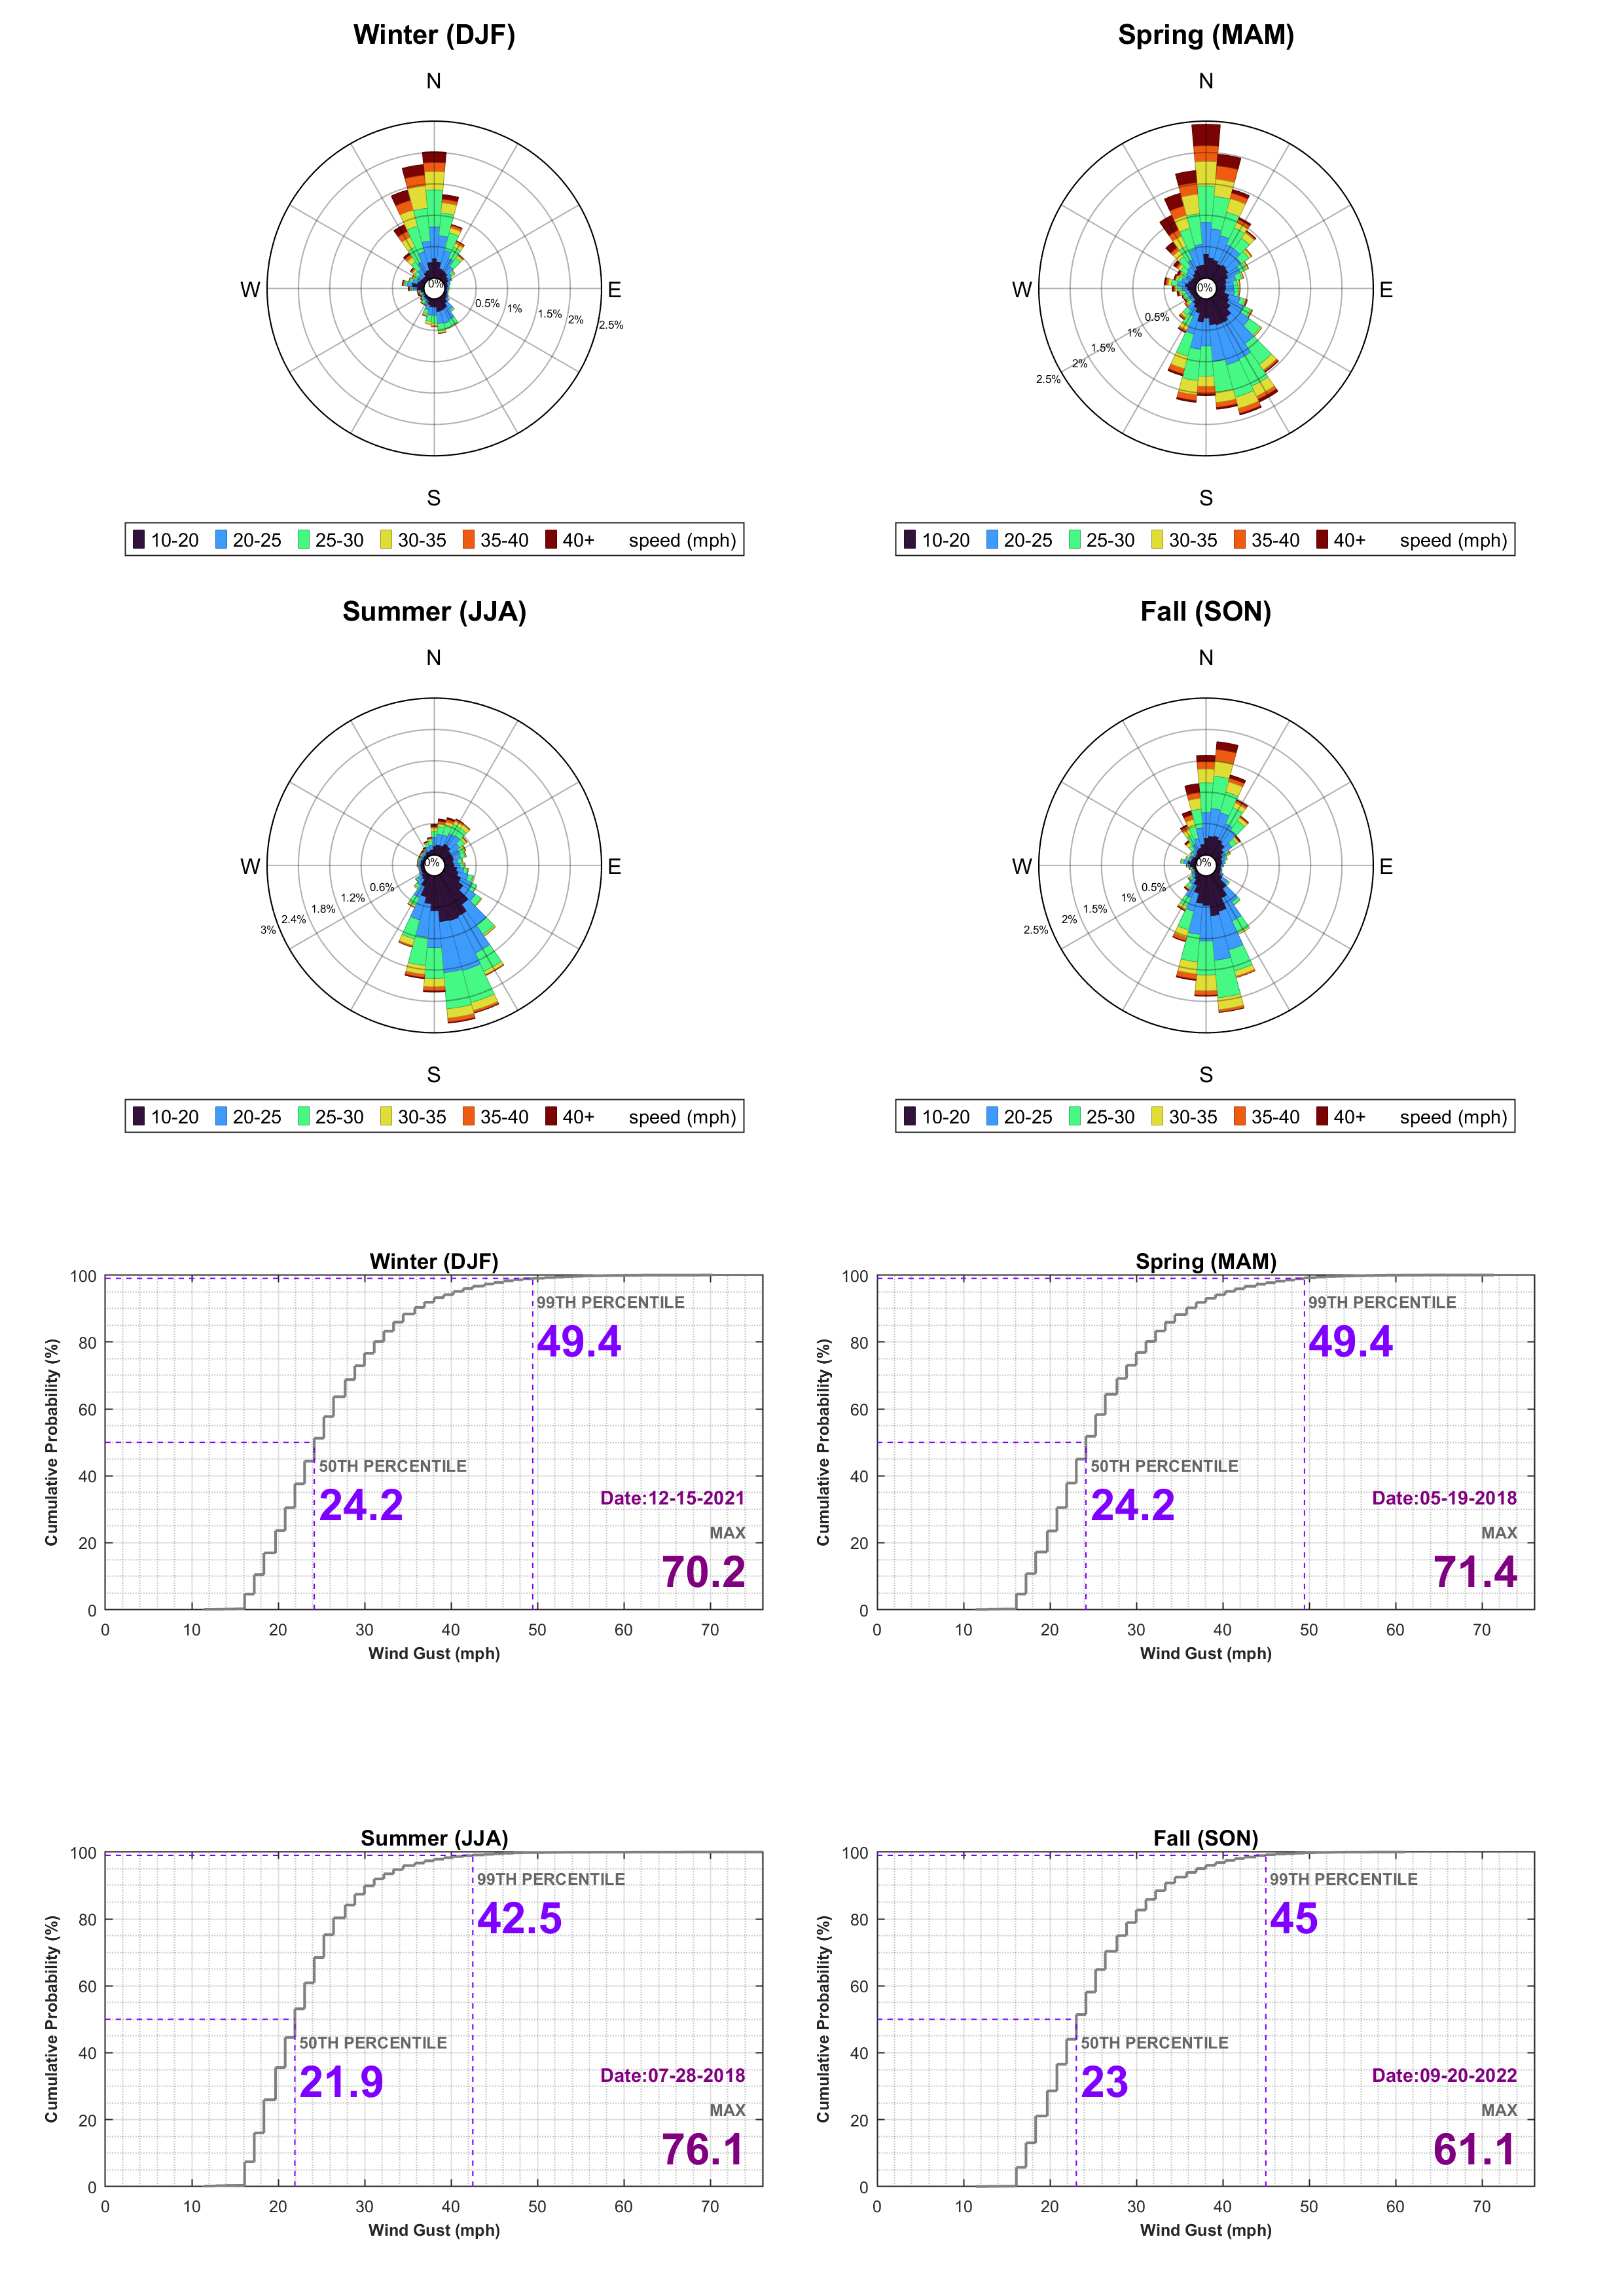 Winter (DJF)
N
W
E
S
0%
0.5%
1%
1.5%
2%
2.5%
10-20 20-25 25-30 30-35 35-40 40+ speed (mph)
Spring (MAM)
N
W
E
S
0%
0.5%
1%
1.5%
2%
2.5%
10-20 20-25 25-30 30-35 35-40 40+ speed (mph)
Summer (JJA)
N
W
E
S
0%
0.6%
1.2%
1.8%
2.4%
3%
10-20 20-25 25-30 30-35 35-40 40+ speed (mph)
Fall (SON)
N
W
E
S
0%
0.5%
1%
1.5%
2%
2.5%
10-20 20-25 25-30 30-35 35-40 40+ speed (mph)
Winter (DJF)
Cumulative Probability (%)
100
80
60
40
20
0
99TH PERCENTILE
49.4
50TH PERCENTILE
24.2
Date:12-15-2021
MAX
70.2
0 10 20 30 40 50 60 70
Wind Gust (mph)
Spring (MAM)
Cumulative Probability (%)
100
80
60
40
20
0
99TH PERCENTILE
49.4
50TH PERCENTILE
24.2
Date:05-19-2018
MAX
71.4
0 10 20 30 40 50 60 70
Wind Gust (mph)
Summer (JJA)
Cumulative Probability (%)
100
80
60
40
20
0
99TH PERCENTILE
42.5
50TH PERCENTILE
21.9
Date:07-28-2018
MAX
76.1
0 10 20 30 40 50 60 70
Wind Gust (mph)
Fall (SON)
Cumulative Probability (%)
100
80
60
40
20
0
99TH PERCENTILE
45
50TH PERCENTILE
23
Date:09-20-2022
MAX
61.1
0 10 20 30 40 50 60 70
Wind Gust (mph)